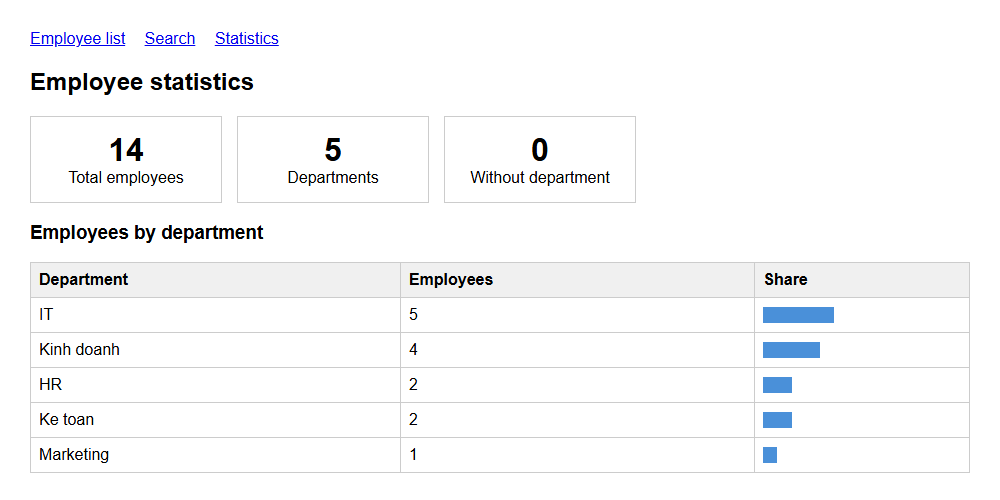 Employee list Search Statistics
Employee statistics
14 5 0
Total employees Departments Without department
Employees by department
Department Employees Share
IT 5
Kinh doanh 4
HR 2
Ke toan 2
Marketing 1